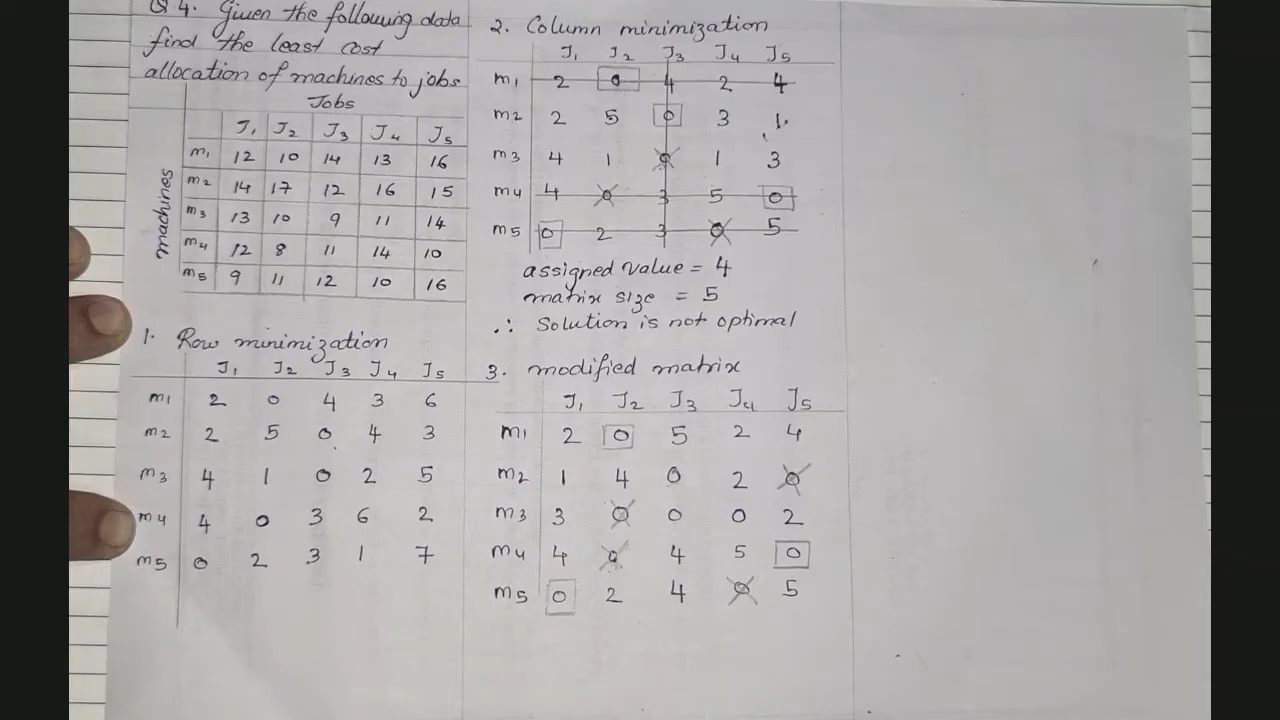 Q 4. Given the following data
find the least cost
allocation of machines to jobs
Jobs
machines
J1 J2 J3 J4 J5
m1 12 10 14 13 16
m2 14 17 12 16 15
m3 13 10 9 11 14
m4 12 8 11 14 10
m5 9 11 12 10 16
1. Row minimization
J1 J2 J3 J4 J5
m1 2 0 4 3 6
m2 2 5 0 4 3
m3 4 1 0 2 5
m4 4 0 3 6 2
m5 0 2 3 1 7
2. Column minimization
J1 J2 J3 J4 J5
m1 2 0 4 2 4
m2 2 5 0 3 1
m3 4 1 0 1 3
m4 4 0 3 5 0
m5 0 2 3 0 5
assigned value = 4
matrix size = 5
∴ Solution is not optimal
3. modified matrix
J1 J2 J3 J4 J5
m1 2 0 5 2 4
m2 1 4 0 2 0
m3 3 0 0 0 2
m4 4 0 4 5 0
m5 0 2 4 0 5